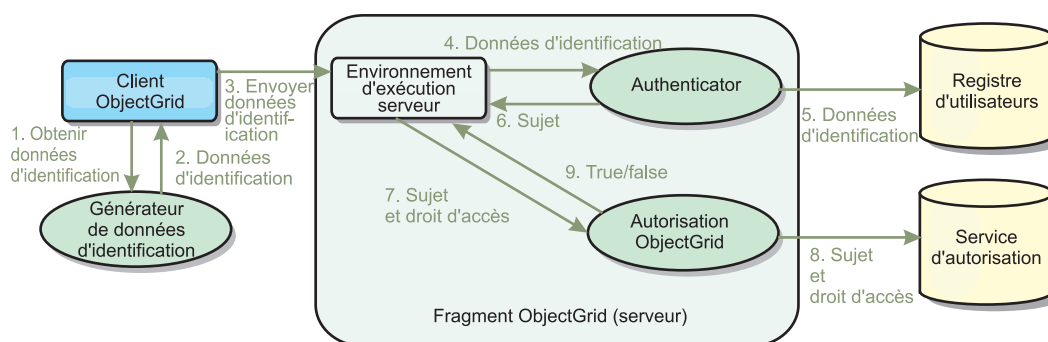 Client
ObjectGrid
1. Obtenir
données
d'identification
2. Données
d'identification
Générateur
de données
d'identification
3. Envoyer
données
d'identif-
ication
Environnement
d'exécution
serveur
4. Données d'identification
Authenticator
5. Données
d'identification
Registre
d'utilisateurs
6. Sujet
7. Sujet
et droit d'accès
9. True/false
Autorisation
ObjectGrid
8. Sujet
et
droit d'accès
Service
d'autorisation
Fragment ObjectGrid (serveur)